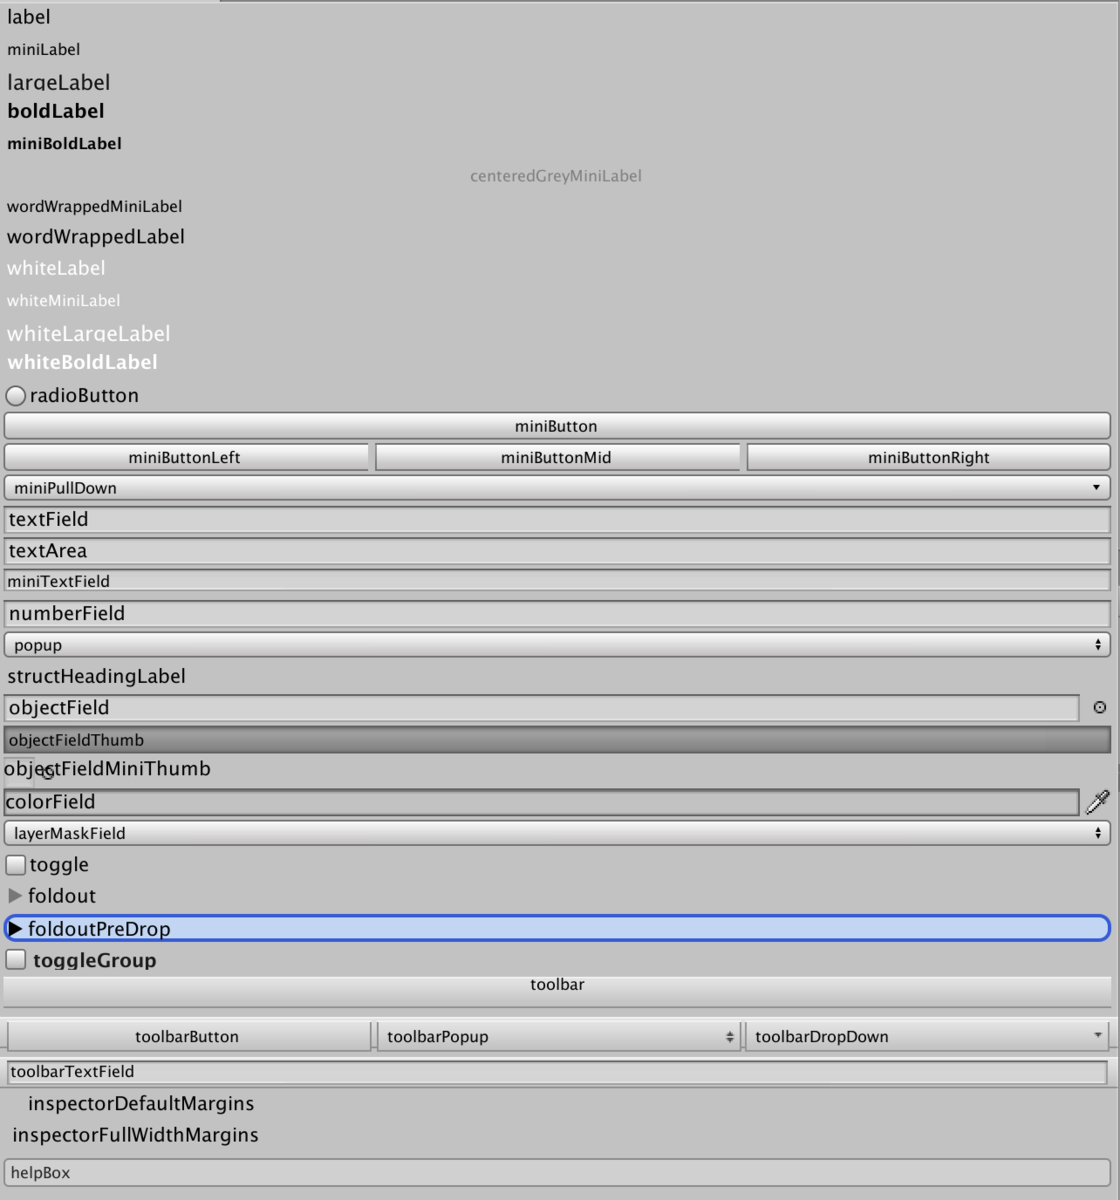 label
miniLabel
largeLabel
boldLabel
miniBoldLabel
centeredGreyMiniLabel
wordWrappedMiniLabel
wordWrappedLabel
whiteLabel
whiteMiniLabel
whiteLargeLabel
whiteBoldLabel
radioButton
miniButton
miniButtonLeft miniButtonMid miniButtonRight
miniPullDown
textField
textArea
miniTextField
numberField
popup
structHeadingLabel
objectField
objectFieldThumb
objectFieldMiniThumb
colorField
layerMaskField
toggle
foldout
foldoutPreDrop
toggleGroup
toolbar
toolbarButton toolbarPopup toolbarDropDown
toolbarTextField
inspectorDefaultMargins
inspectorFullWidthMargins
helpBox